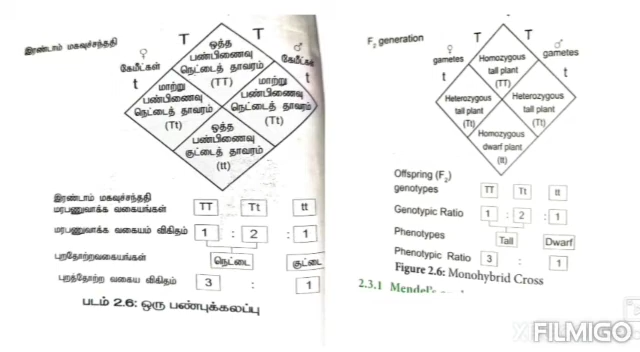 இரண்டாம் மகவுச்சந்ததி
♀
கேமீட்கள்
T
T
♂
கேமீட்க
t
t
ஒத்த
பண்பிணைவு
நெட்டைத் தாவரம்
(TT)
மாற்று
பண்பிணைவு
நெட்டைத் தாவரம்
(Tt)
மாற்று
பண்பிணைவு
நெட்டைத் தாவரம்
(Tt)
ஒத்த
பண்பிணைவு
குட்டைத் தாவரம்
(tt)
இரண்டாம் மகவுச்சந்ததி
மரபணுவாக்க வகையங்கள் TT Tt tt
மரபணுவாக்க வகையம் விகிதம் 1 : 2 : 1
புறதோற்றவகையங்கள் நெட்டை குட்டை
புறத்தோற்ற வகைய விகிதம் 3 : 1
படம் 2.6: ஒரு பண்புக்கலப்பு
F2 generation
♀
gametes
T
T
♂
gametes
t
t
Homozygous
tall plant
(TT)
Heterozygous
tall plant
(Tt)
Heterozygous
tall plant
(Tt)
Homozygous
dwarf plant
(tt)
Offspring (F2)
genotypes TT Tt tt
Genotypic Ratio 1 : 2 : 1
Phenotypes Tall Dwarf
Phenotypic Ratio 3 : 1
Figure 2.6: Monohybrid Cross
2.3.1 Mendel's
FILMIGO